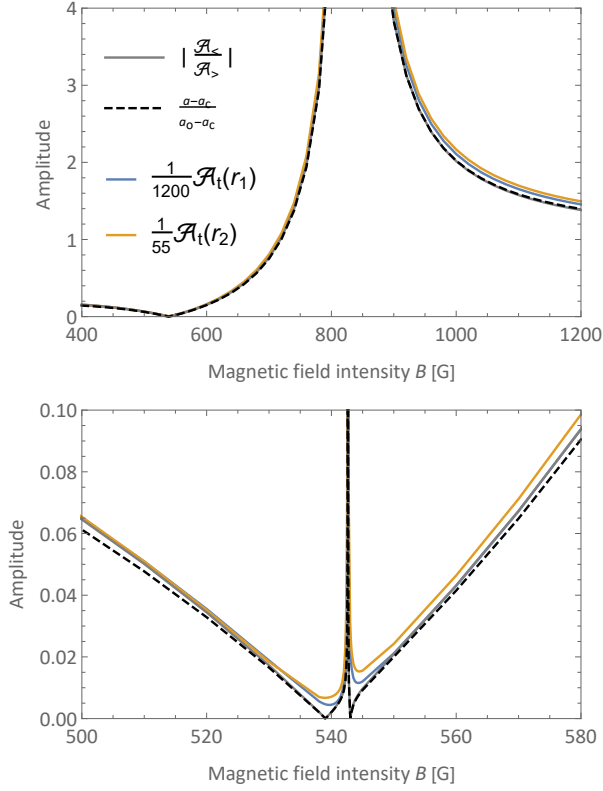 4
3
2
1
0
Amplitude
| 𝒜</𝒜> |
a−a_c/a_o−a_c
1/1200 𝒜_t(r_1)
1/55 𝒜_t(r_2)
400 600 800 1000 1200
Magnetic field intensity B [G]
0.10
0.08
0.06
0.04
0.02
0.00
Amplitude
500 520 540 560 580
Magnetic field intensity B [G]